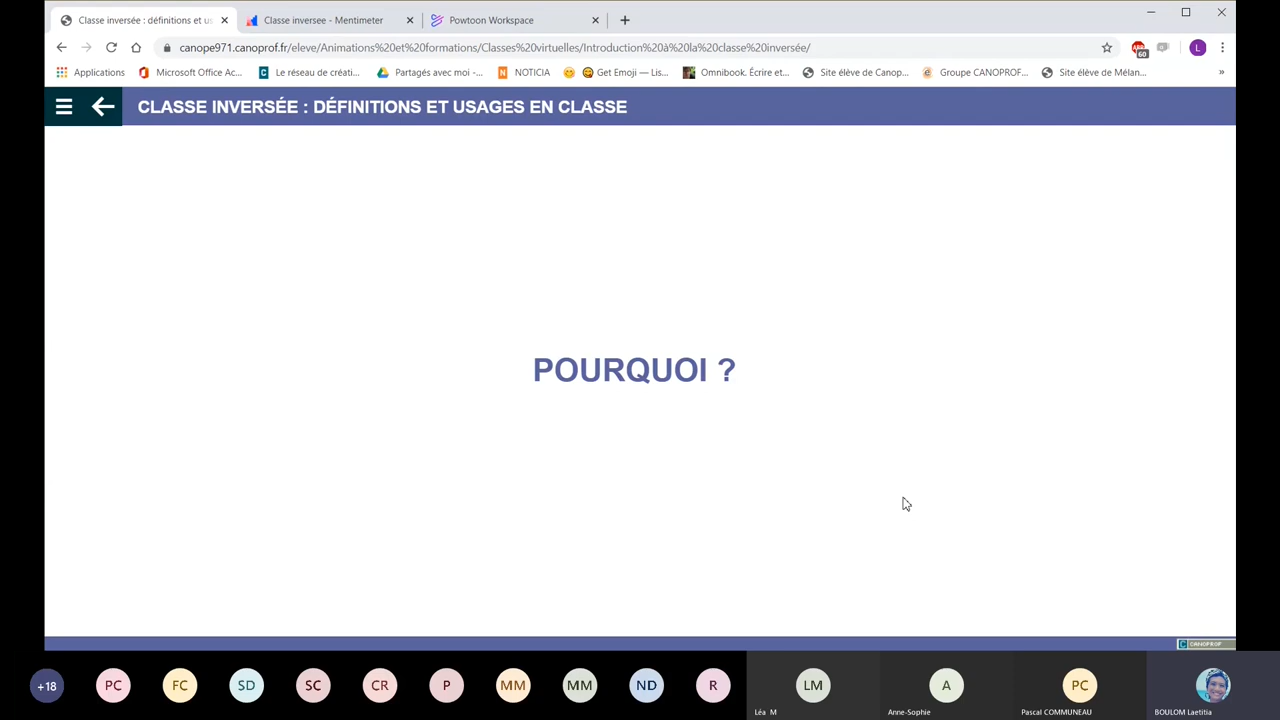 Classe inversée : définitions et us
Classe inversee - Mentimeter
Powtoon Workspace
canope971.canoprof.fr/eleve/Animations%20et%20formations/Classes%20virtuelles/Introduction%20à%20la%20classe%20inversée/
60
L
Applications
Microsoft Office Ac...
Le réseau de créati...
Partagés avec moi -...
NOTICIA
Get Emoji — Lis...
Omnibook. Écrire et...
Site élève de Canop...
Groupe CANOPROF...
Site élève de Mélan...
»
CLASSE INVERSÉE : DÉFINITIONS ET USAGES EN CLASSE
POURQUOI ?
CANOPROF
+18
PC
FC
SD
SC
CR
P
MM
MM
ND
R
LM
A
PC
Léa M
Anne-Sophie
Pascal COMMUNEAU
BOULOM Laetitia